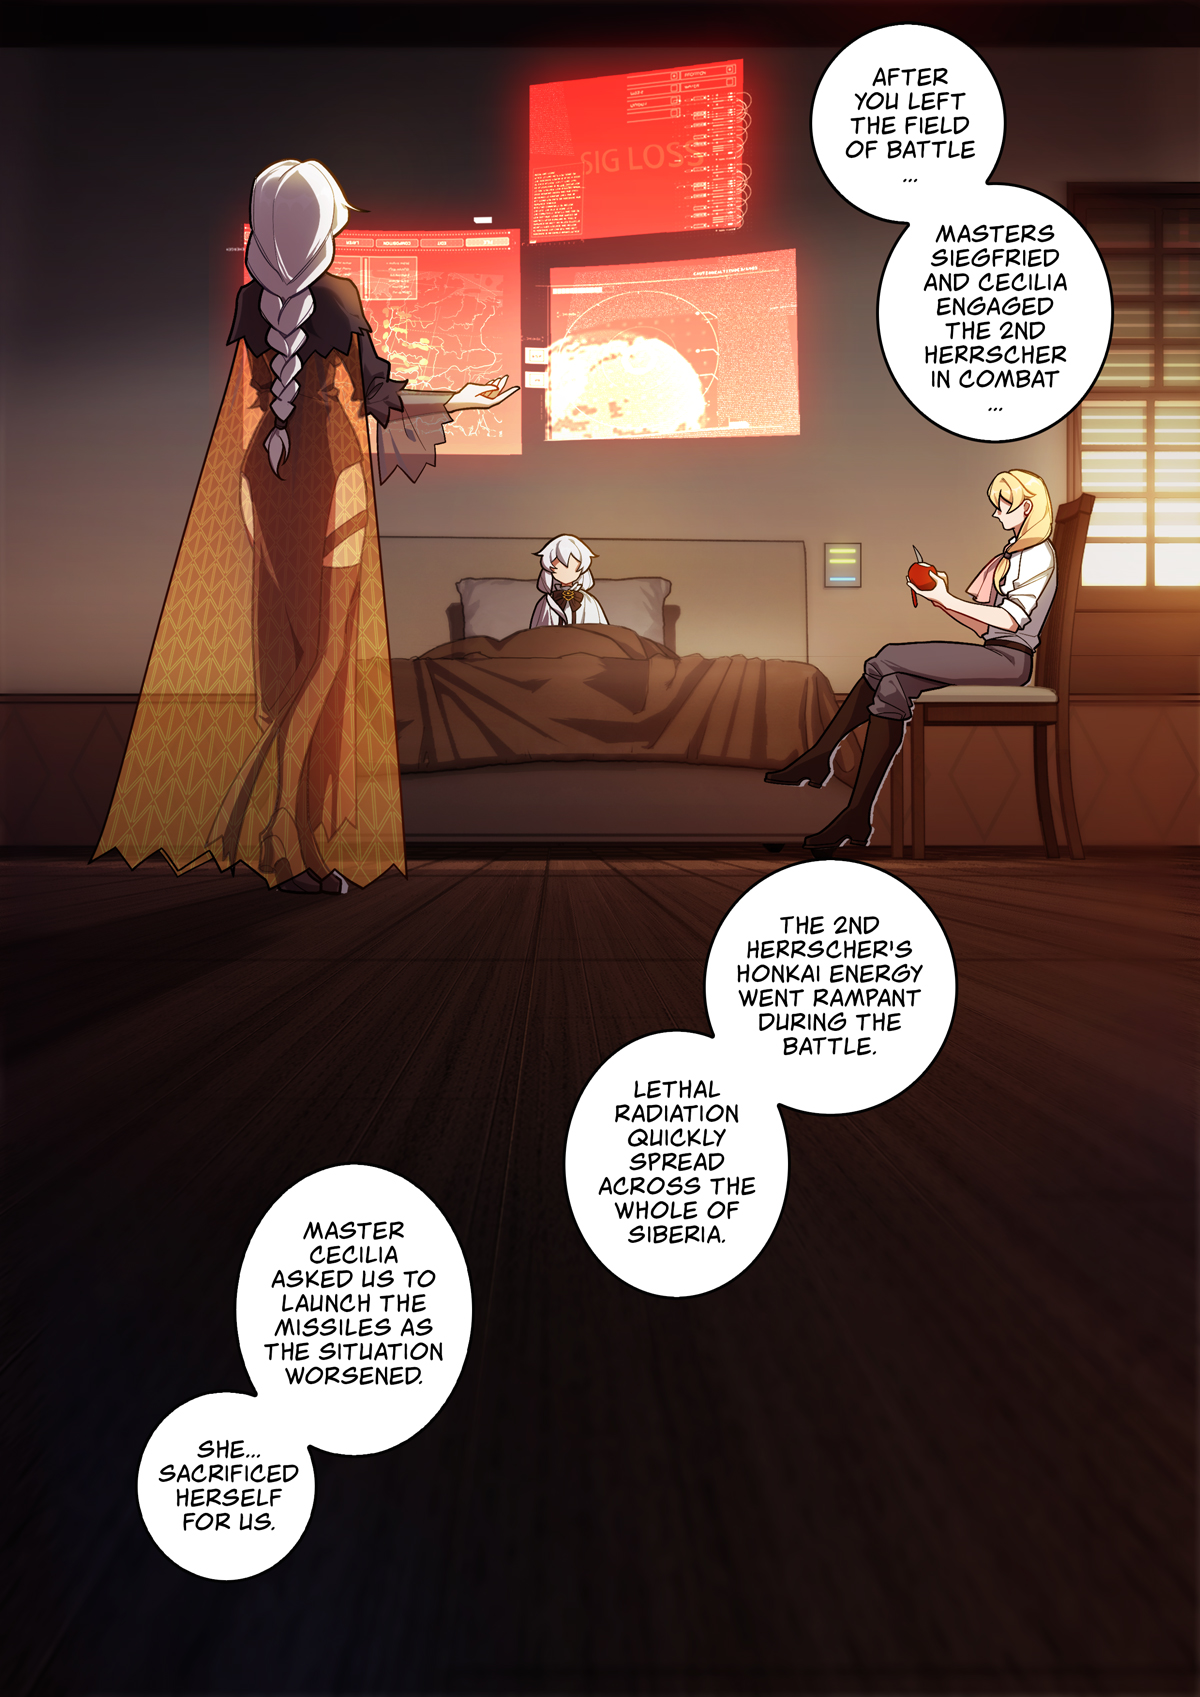 AFTER
YOU LEFT
THE FIELD
OF BATTLE
...
MASTERS
SIEGFRIED
AND CECILIA
ENGAGED
THE 2ND
HERRSCHER
IN COMBAT
...
SIG LOSS
THE 2ND
HERRSCHER'S
HONKAI ENERGY
WENT RAMPANT
DURING THE
BATTLE.
LETHAL
RADIATION
QUICKLY
SPREAD
ACROSS THE
WHOLE OF
SIBERIA.
MASTER
CECILIA
ASKED US TO
LAUNCH THE
MISSILES AS
THE SITUATION
WORSENED.
SHE...
SACRIFICED
HERSELF
FOR US.